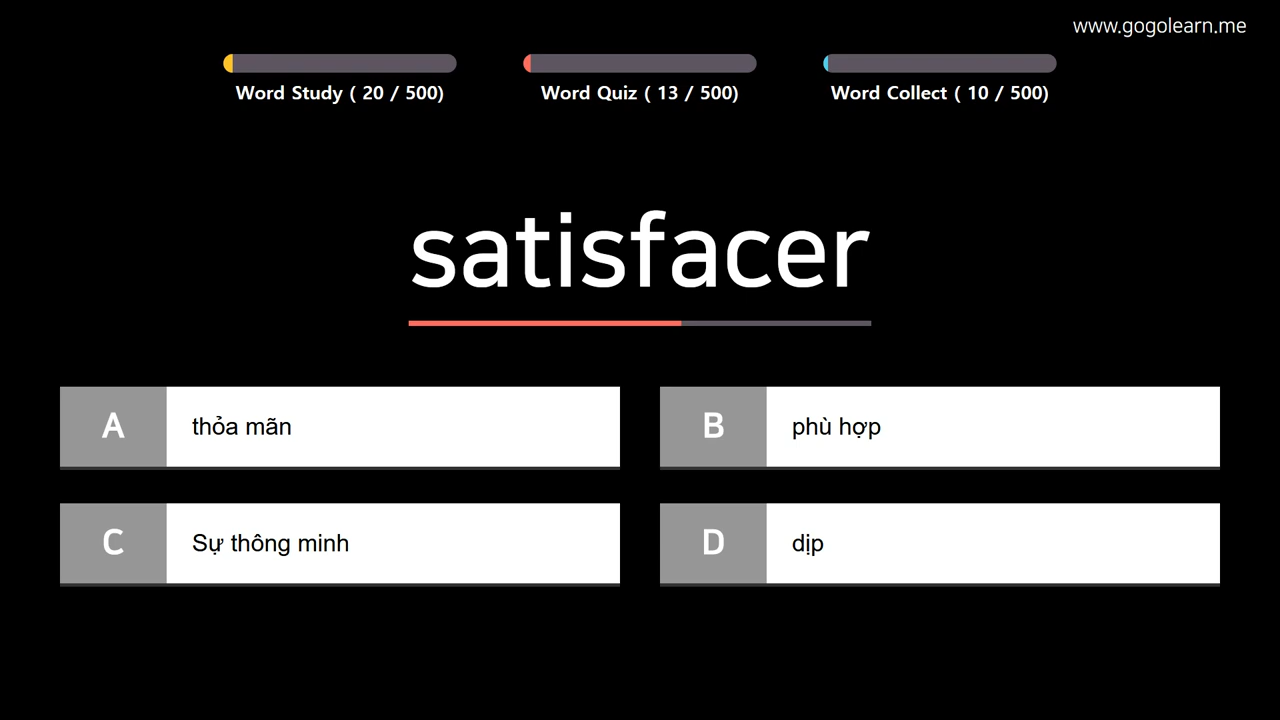 www.gogolearn.me
Word Study ( 20 / 500)
Word Quiz ( 13 / 500)
Word Collect ( 10 / 500)
satisfacer
A thỏa mãn
B phù hợp
C Sự thông minh
D dịp